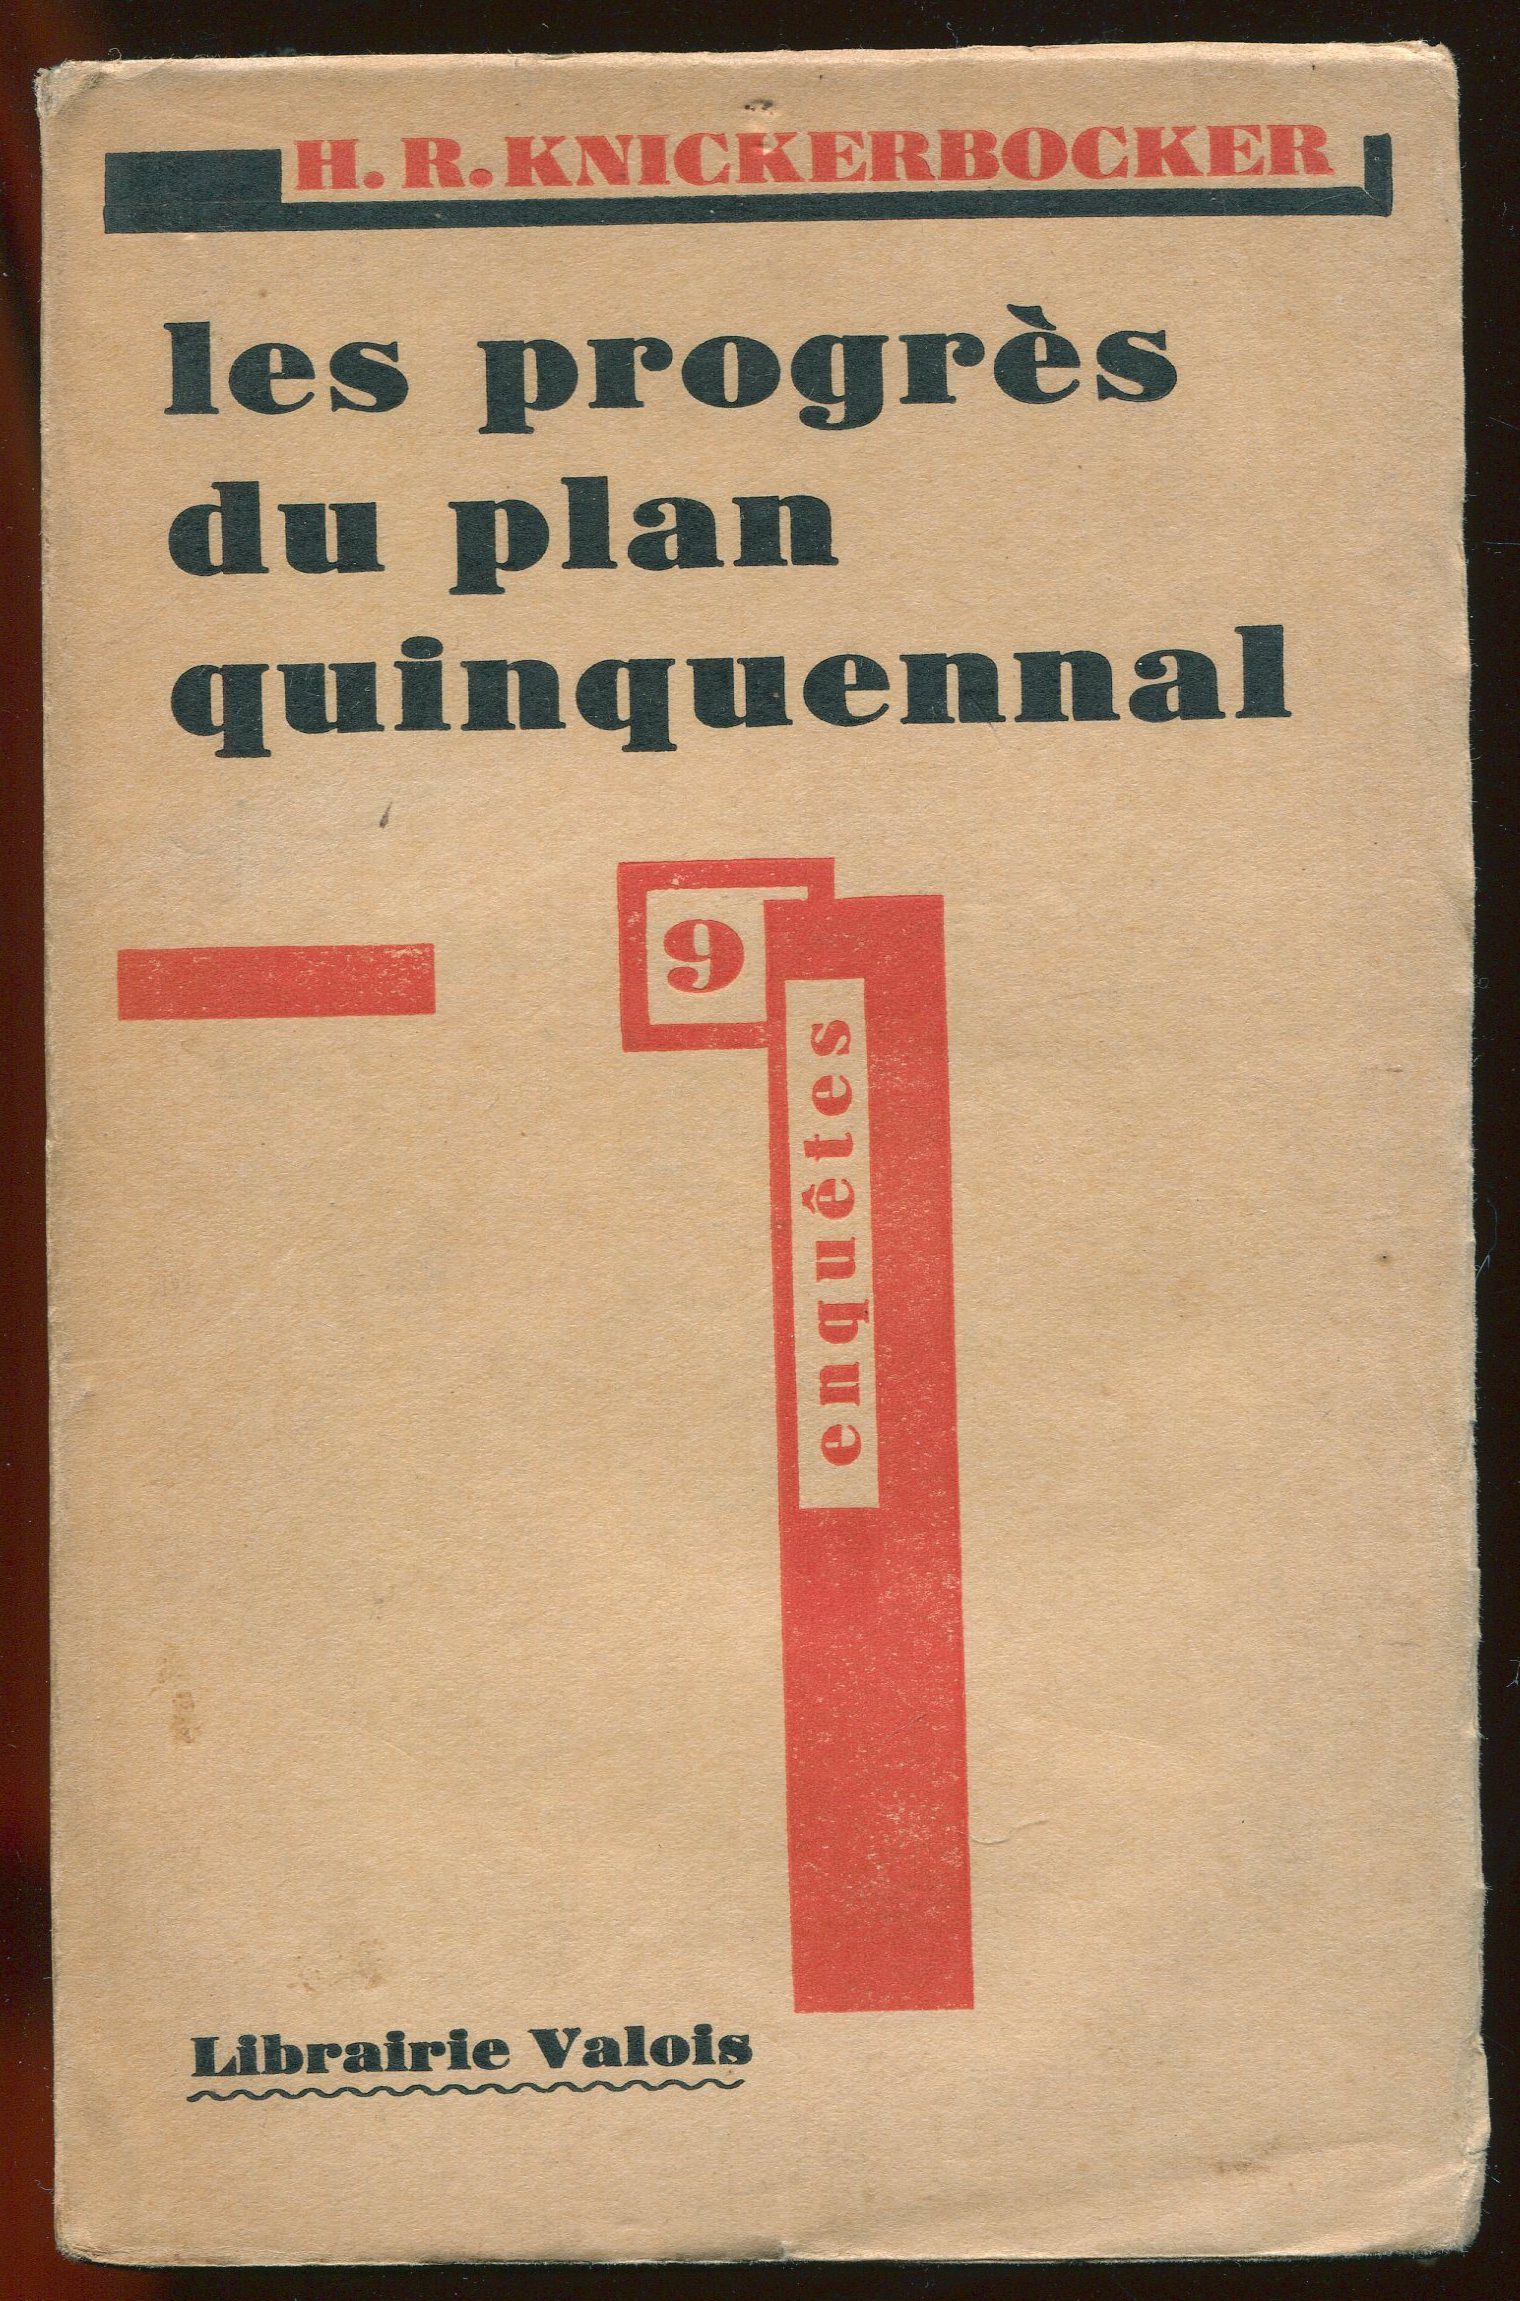 H. R. KNICKERBOCKER
les progrès
du plan
quinquennal
9
enquêtes
Librairie Valois